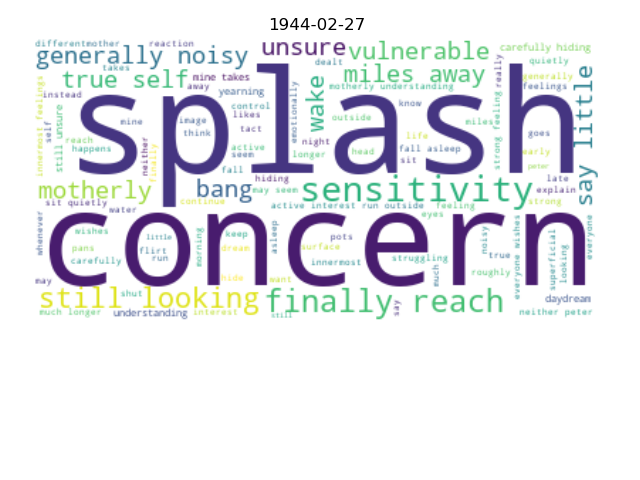 1944-02-27
differentmother
reaction
unsure
vulnerable
carefully hiding
generally noisy
takes
dealt
quietly
true self
mine takes
miles away
generally
instead
away
yearning
motherly understanding
really
feelings
innermost feelings
self
mine
image
control
likes
emotionally
wake
outside
know
miles
strong feeling
say little
still unsure
reach
think
tact
night
life
goes
happens
neither
finally
active
seem
longer
head
fall asleep
early
sit
peter
splash
fall
hiding
late
explain
motherly
bang
may seem
sensitivity
strong
sit quietly
water
continue
active interest run outside
feeling
eyes
concern
whenever
wishes
little
keep
asleep
pots
noisy
true
everyone wishes
superficial
looking
everyone
pans
flirt
morning
dream
surface
struggling
carefully
run
innermost
much
roughly
may
shut
hide
want
still looking
finally reach
daydream
much longer
understanding
interest
still
say
neither peter